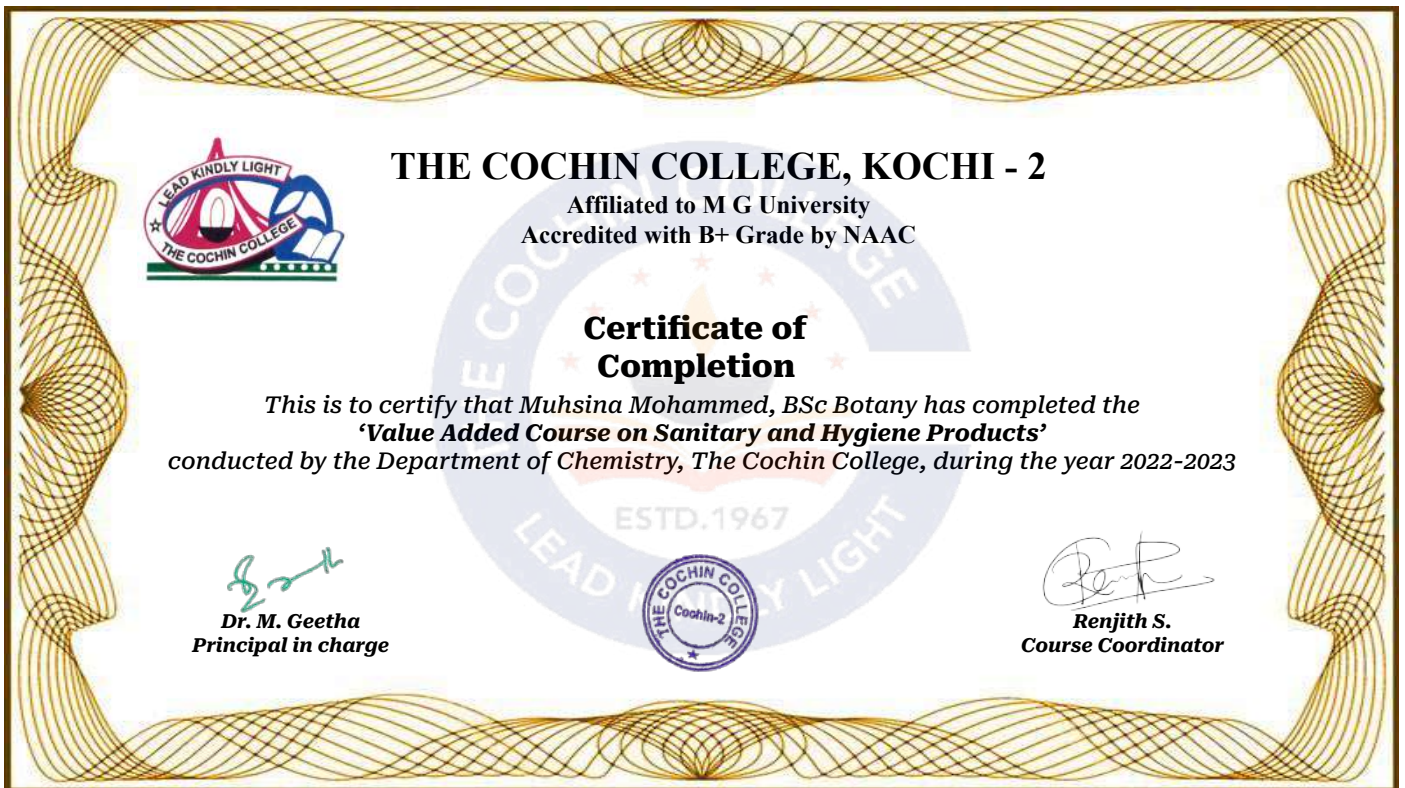 LEAD KINDLY LIGHT
THE COCHIN COLLEGE
THE COCHIN COLLEGE, KOCHI - 2
Affiliated to M G University
Accredited with B+ Grade by NAAC
THE COCHIN COLLEGE
Certificate of
Completion
This is to certify that Muhsina Mohammed, BSc Botany has completed the
‘Value Added Course on Sanitary and Hygiene Products’
conducted by the Department of Chemistry, The Cochin College, during the year 2022-2023
ESTD.1967
LEAD KINDLY LIGHT
THE COCHIN COLLEGE
Cochin-2
Dr. M. Geetha
Principal in charge
Renjith S.
Course Coordinator